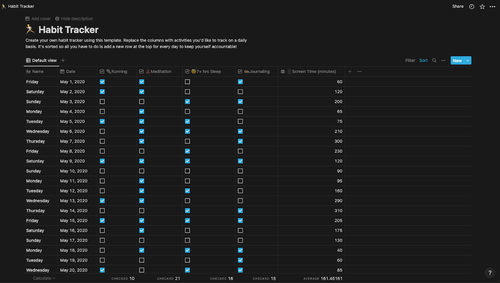 Habit Tracker
Share
Add cover Hide description
Habit Tracker
Create your own habit tracker using this template. Replace the columns with activities you'd like to track on a daily
basis. It's sorted so all you have to do is add a new row at the top for every day to keep yourself accountable!
Default view
Filter Sort New
Name Date Running Meditation 7+ hrs Sleep Journaling Screen Time (minutes)
Friday May 1, 2020 60
Saturday May 2, 2020 120
Sunday May 3, 2020 200
Monday May 4, 2020 65
Tuesday May 5, 2020 75
Wednesday May 6, 2020 210
Thursday May 7, 2020 300
Friday May 8, 2020 230
Saturday May 9, 2020 120
Sunday May 10, 2020 90
Monday May 11, 2020 95
Tuesday May 12, 2020 160
Wednesday May 13, 2020 290
Thursday May 14, 2020 310
Friday May 15, 2020 205
Saturday May 16, 2020 175
Sunday May 17, 2020 130
Monday May 18, 2020 40
Tuesday May 19, 2020 60
Wednesday May 20, 2020 88
Calculate CHECKED 10 CHECKED 21 CHECKED 16 CHECKED 15 AVERAGE 151.45161
?